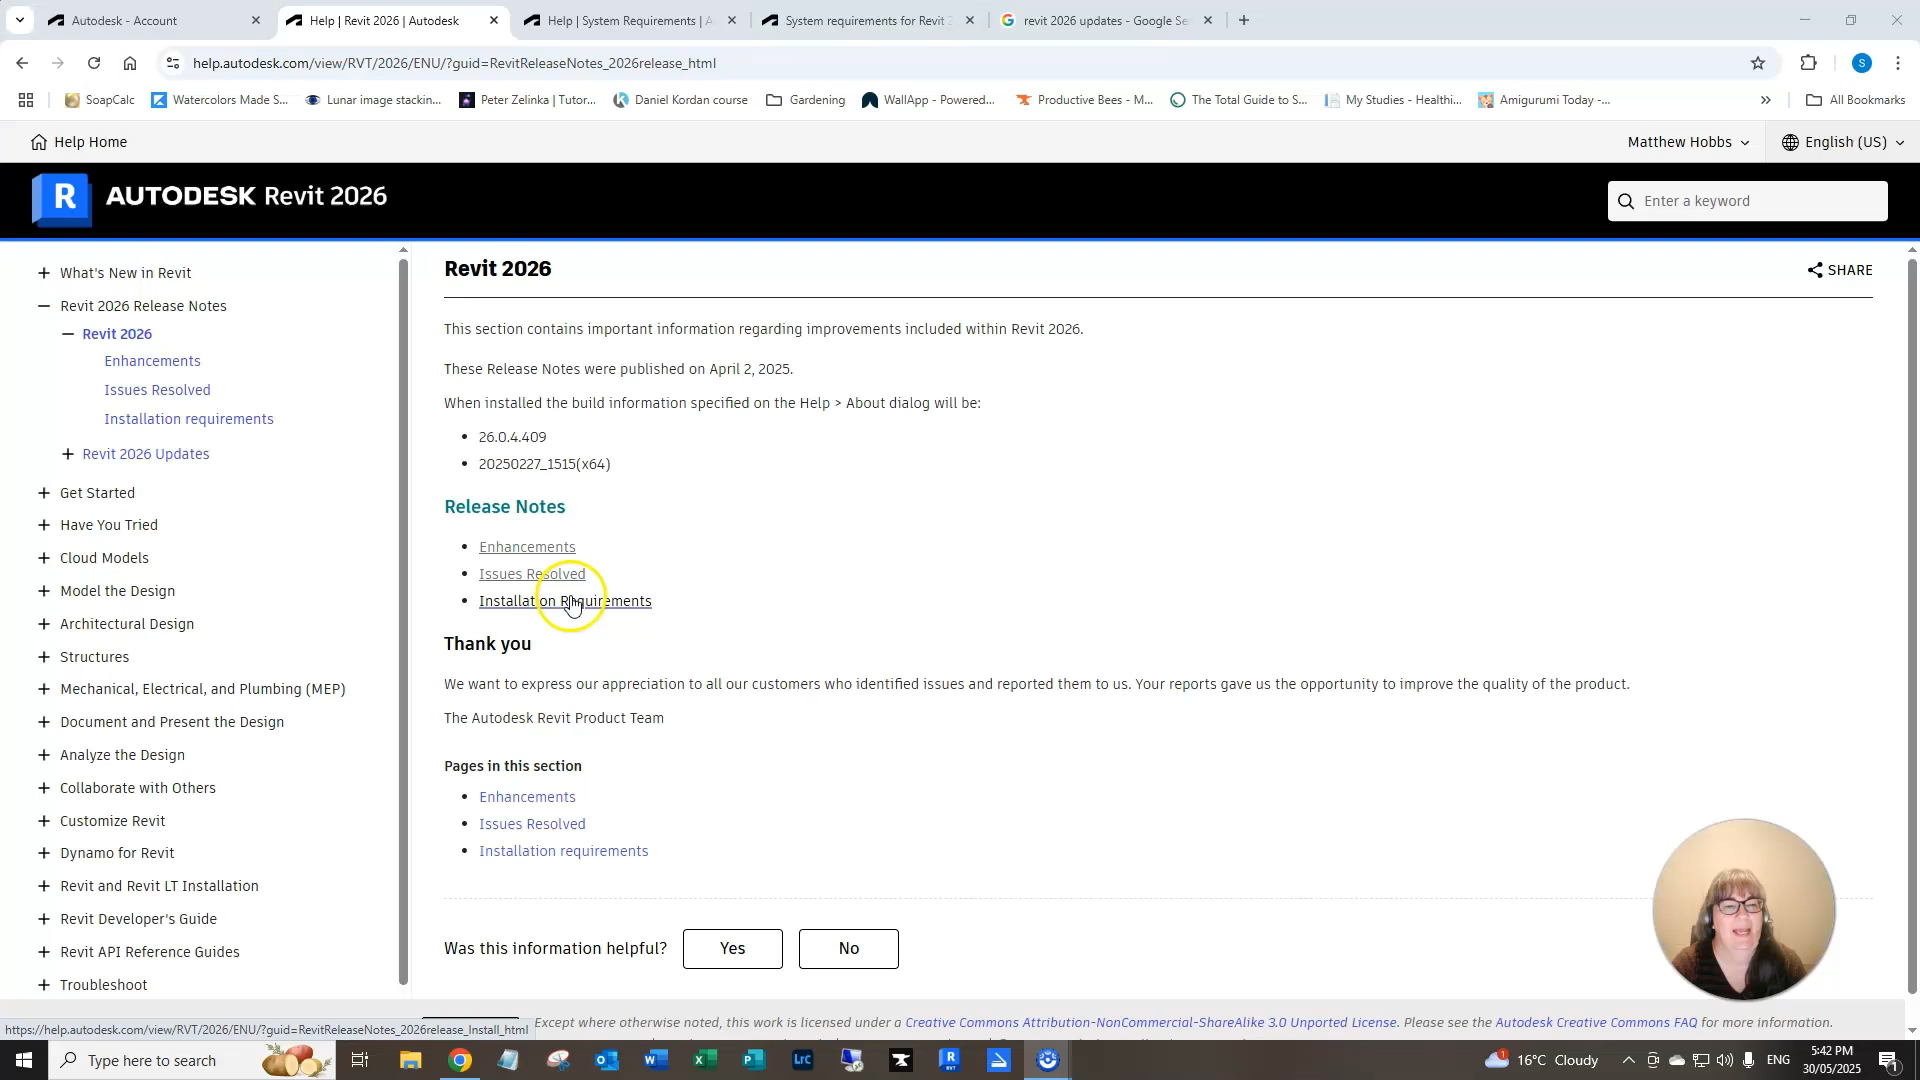 Autodesk - Account
Help | Revit 2026 | Autodesk
Help | System Requirements | A
System requirements for Revit 2
revit 2026 updates - Google Se
help.autodesk.com/view/RVT/2026/ENU/?guid=RevitReleaseNotes_2026release_html
S
SoapCalc
Watercolors Made S...
Lunar image stackin...
Peter Zelinka | Tutor...
Daniel Kordan course
Gardening
WallApp - Powered...
Productive Bees - M...
The Total Guide to S...
My Studies - Healthi...
Amigurumi Today -...
All Bookmarks
Help Home
Matthew Hobbs
English (US)
R
AUTODESK Revit 2026
Enter a keyword
What's New in Revit
Revit 2026 Release Notes
Revit 2026
Enhancements
Issues Resolved
Installation requirements
Revit 2026 Updates
Get Started
Have You Tried
Cloud Models
Model the Design
Architectural Design
Structures
Mechanical, Electrical, and Plumbing (MEP)
Document and Present the Design
Analyze the Design
Collaborate with Others
Customize Revit
Dynamo for Revit
Revit and Revit LT Installation
Revit Developer's Guide
Revit API Reference Guides
Troubleshoot
Revit 2026
SHARE
This section contains important information regarding improvements included within Revit 2026.
These Release Notes were published on April 2, 2025.
When installed the build information specified on the Help > About dialog will be:
26.0.4.409
20250227_1515(x64)
Release Notes
Enhancements
Issues Resolved
Installation Requirements
Thank you
We want to express our appreciation to all our customers who identified issues and reported them to us. Your reports gave us the opportunity to improve the quality of the product.
The Autodesk Revit Product Team
Pages in this section
Enhancements
Issues Resolved
Installation requirements
Was this information helpful?
Yes
No
https://help.autodesk.com/view/RVT/2026/ENU/?guid=RevitReleaseNotes_2026release_Install_html
Except where otherwise noted, this work is licensed under a Creative Commons Attribution-NonCommercial-ShareAlike 3.0 Unported License. Please see the Autodesk Creative Commons FAQ for more information.
Type here to search
Lrc
16°C Cloudy
ENG
5:42 PM
30/05/2025